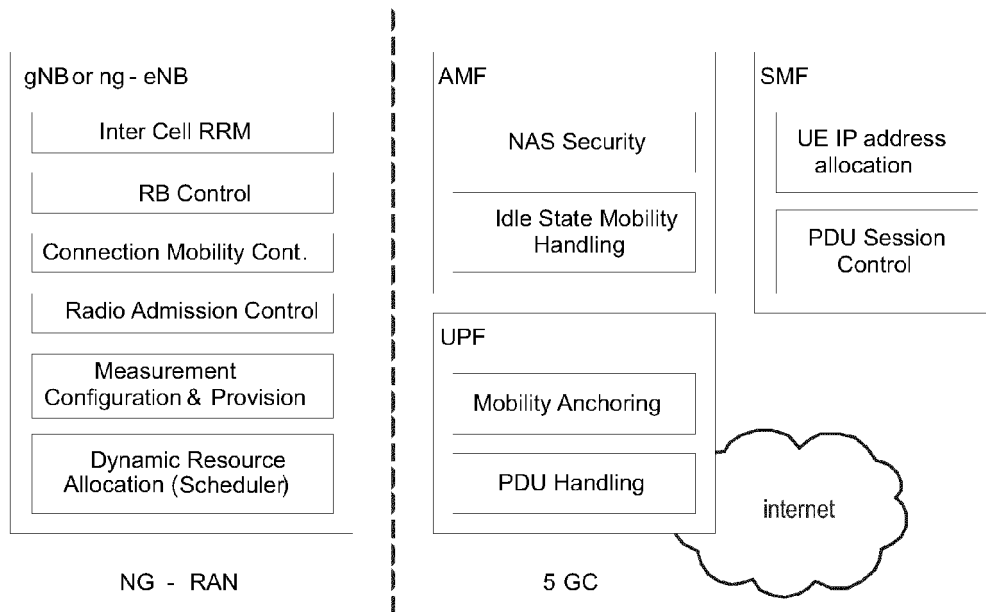 gNB or ng - eNB
Inter Cell RRM
RB Control
Connection Mobility Cont.
Radio Admission Control
Measurement
Configuration & Provision
Dynamic Resource
Allocation (Scheduler)
NG - RAN
AMF
NAS Security
Idle State Mobility
Handling
SMF
UE IP address
allocation
PDU Session
Control
UPF
Mobility Anchoring
PDU Handling
internet
5 GC